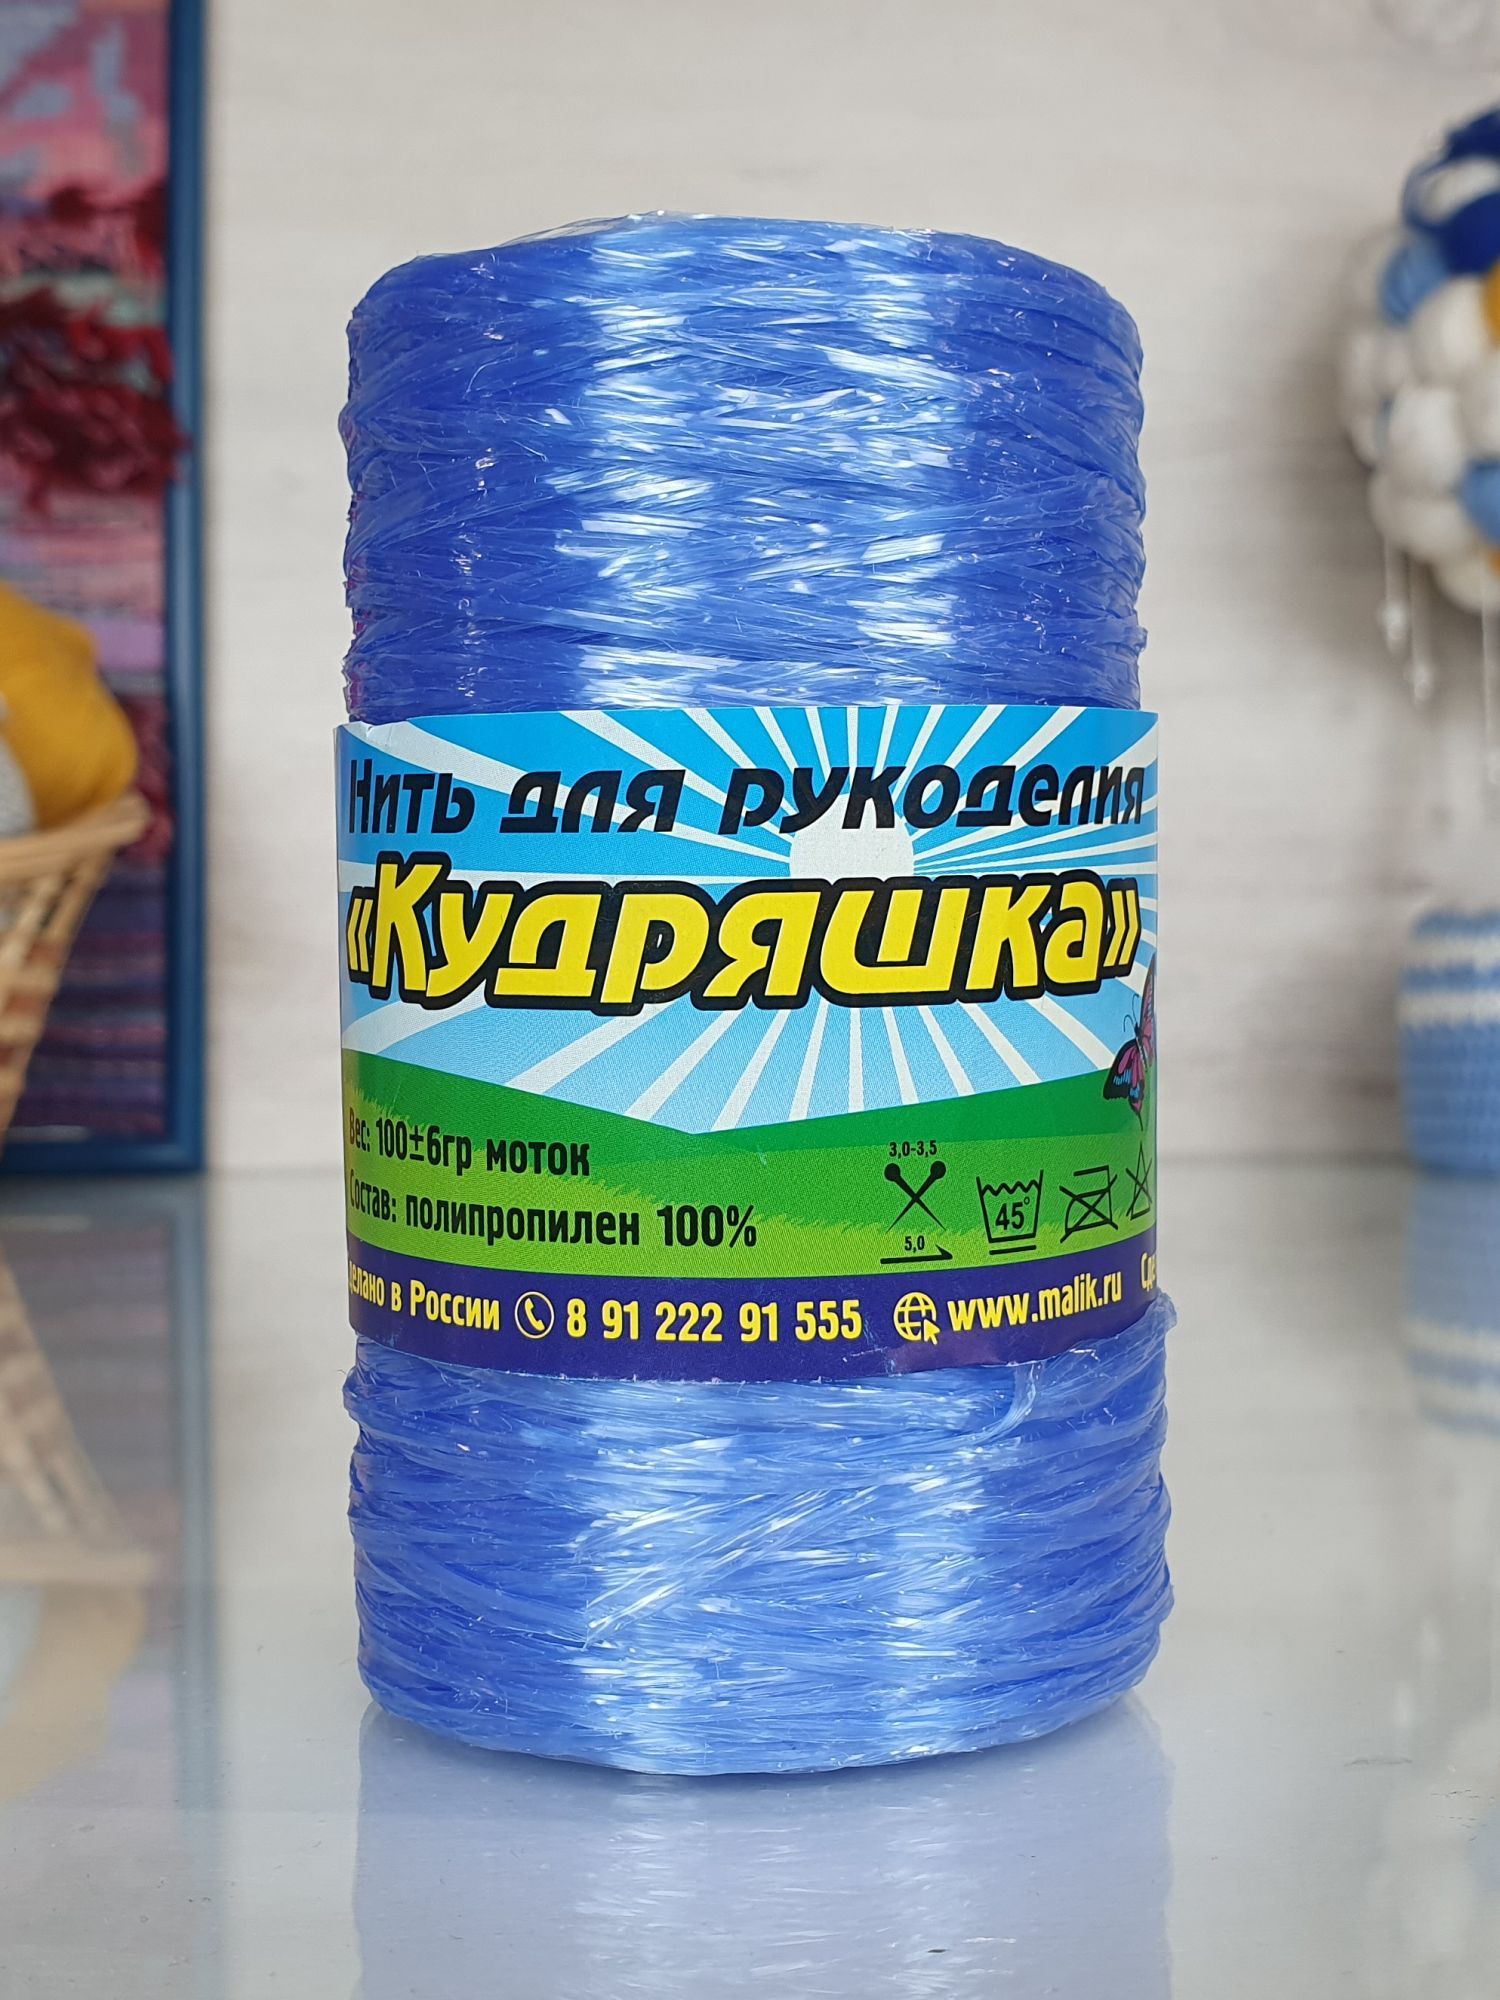 Нить для рукоделия
«Кудряшка»
Вес: 100±6гр моток
Состав: полипропилен 100%
3,0-3,5
5,0
45°
Сделано в России 8 91 222 91 555 www.malik.ru